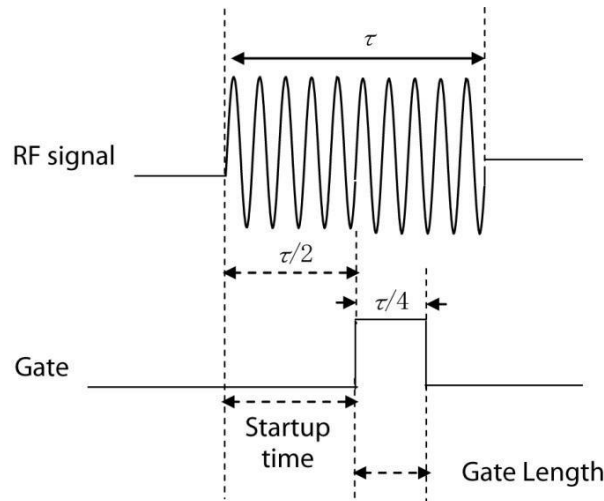 τ
RF signal
τ/2
τ/4
Gate
Startup
time
Gate Length